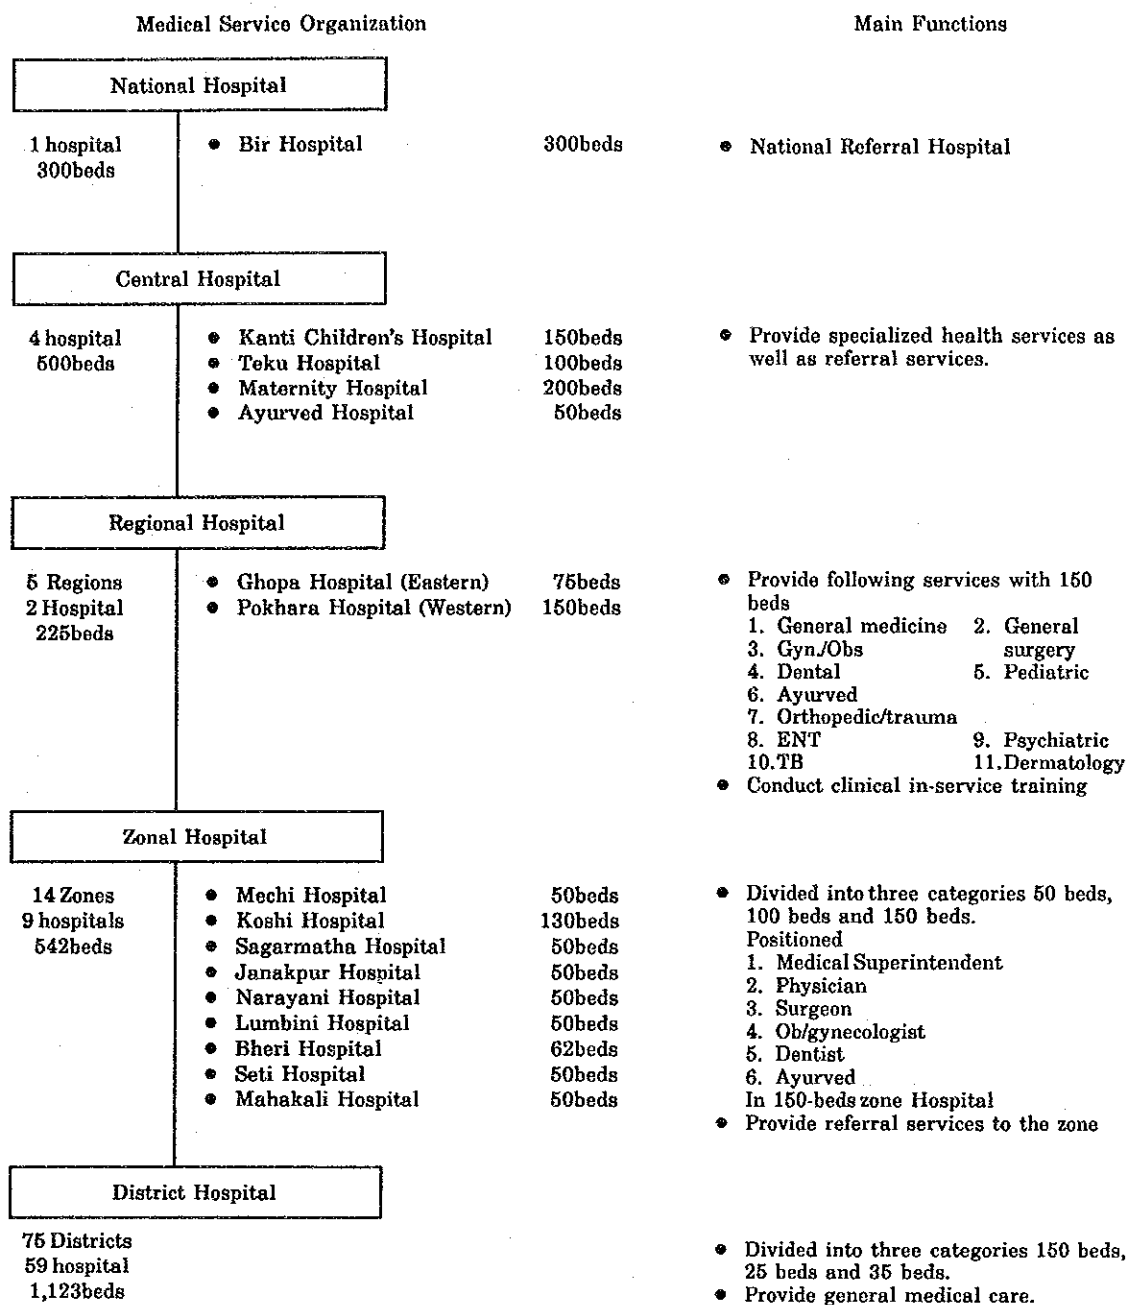 Medical Service Organization
Main Functions
National Hospital
1 hospital
300beds
● Bir Hospital 300beds
● National Referral Hospital
Central Hospital
4 hospital
500beds
● Kanti Children's Hospital 150beds
● Teku Hospital 100beds
● Maternity Hospital 200beds
● Ayurved Hospital 50beds
● Provide specialized health services as
well as referral services.
Regional Hospital
5 Regions
2 Hospital
225beds
● Ghopa Hospital (Eastern) 75beds
● Pokhara Hospital (Western) 150beds
● Provide following services with 150
beds
1. General medicine 2. General
3. Gyn./Obs surgery
4. Dental 5. Pediatric
6. Ayurved
7. Orthopedic/trauma
8. ENT 9. Psychiatric
10.TB 11.Dermatology
● Conduct clinical in-service training
Zonal Hospital
14 Zones
9 hospitals
542beds
● Mechi Hospital 50beds
● Koshi Hospital 130beds
● Sagarmatha Hospital 50beds
● Janakpur Hospital 50beds
● Narayani Hospital 50beds
● Lumbini Hospital 50beds
● Bheri Hospital 62beds
● Seti Hospital 50beds
● Mahakali Hospital 50beds
● Divided into three categories 50 beds,
100 beds and 150 beds.
Positioned
1. Medical Superintendent
2. Physician
3. Surgeon
4. Ob/gynecologist
5. Dentist
6. Ayurved
In 150-beds zone Hospital
● Provide referral services to the zone
District Hospital
75 Districts
59 hospital
1,123beds
● Divided into three categories 150 beds,
25 beds and 35 beds.
● Provide general medical care.